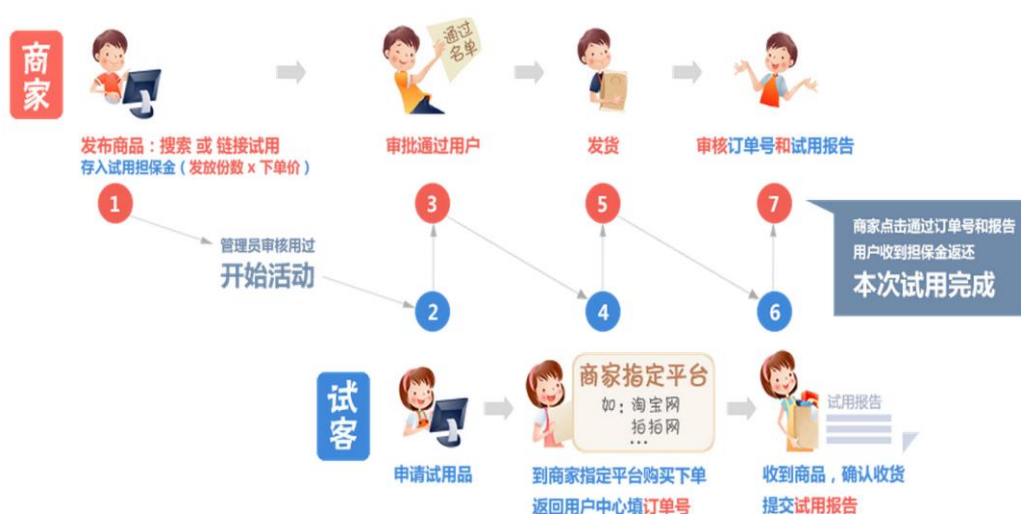 商家
通过
名单
发布商品：搜索 或 链接试用
存入试用担保金（发放份数 x 下单价）
审批通过用户
发货
审核订单号和试用报告
1
3
5
7
管理员审核用过
开始活动
商家点击通过订单号和报告
用户收到担保金返还
本次试用完成
2
4
6
试客
商家指定平台
如：淘宝网
拍拍网
...
试用报告
申请试用品
到商家指定平台购买下单
返回用户中心填订单号
收到商品，确认收货
提交试用报告